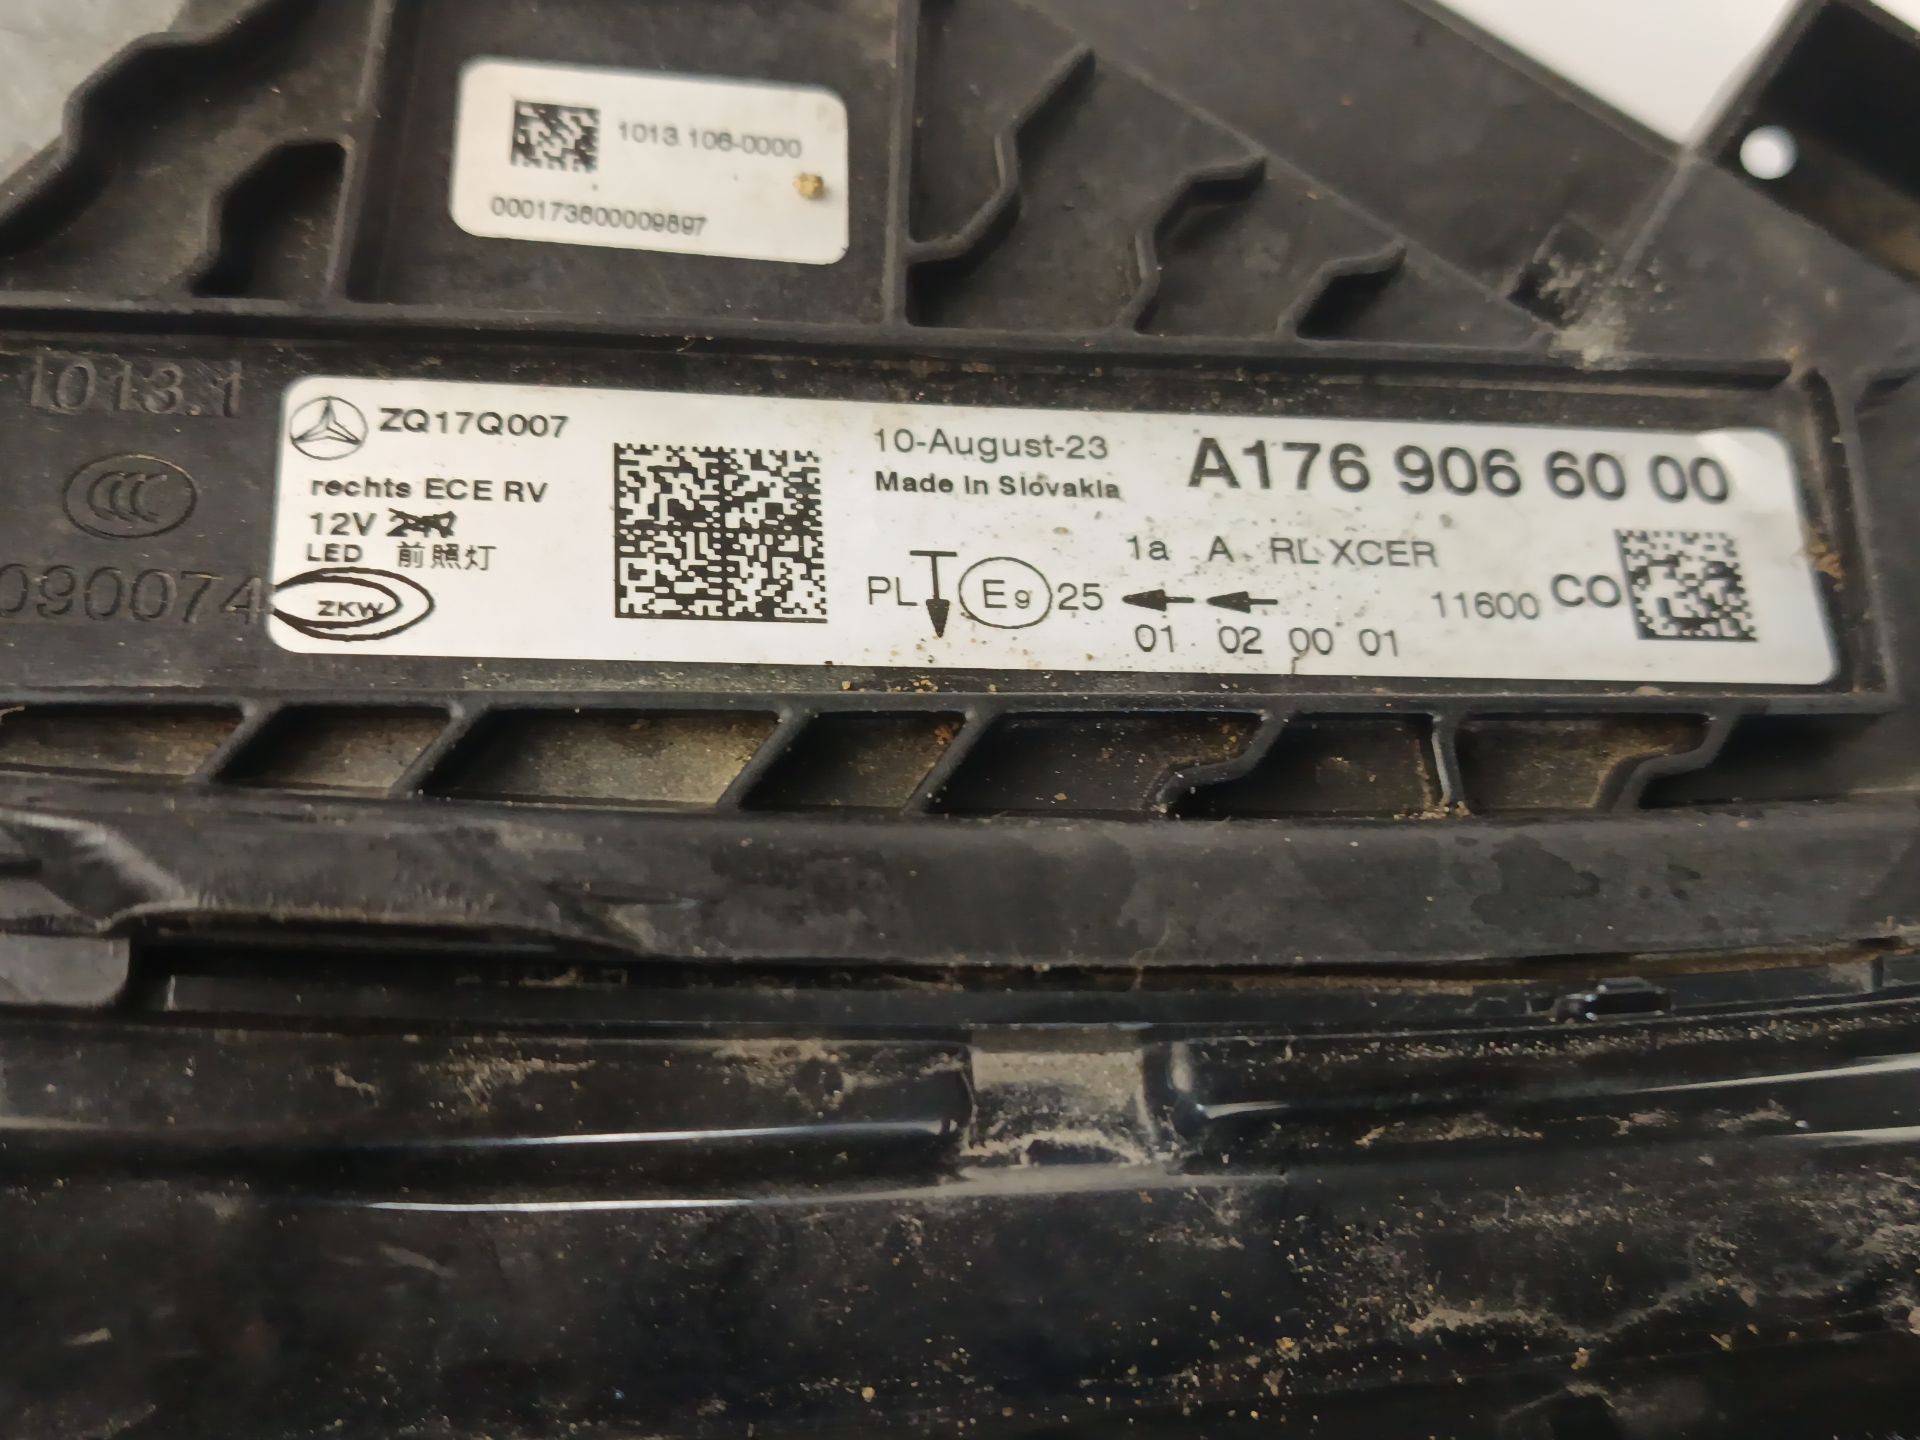 1013.106-0000
000173600009897
1013.1
CCC
090074
ZQ17Q007
rechts ECE RV
12V
LED 前照灯
ZKW
10-August-23
Made in Slovakia
A176 906 60 00
PL E9 25
1a A RL XCER
01 02 00 01
11600 CO